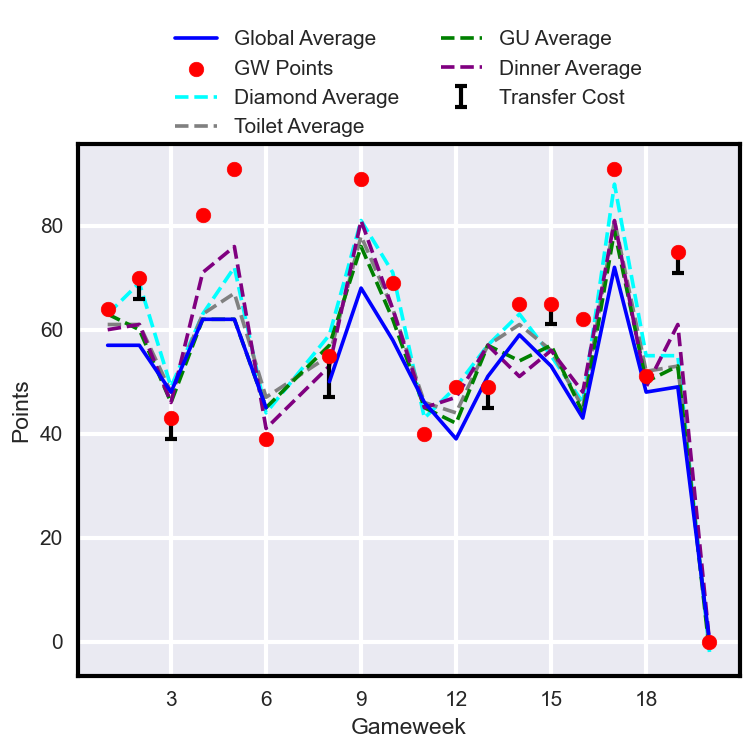 Global Average
GW Points
Diamond Average
Toilet Average
GU Average
Dinner Average
Transfer Cost
80
60
40
20
0
Points
3 6 9 12 15 18
Gameweek